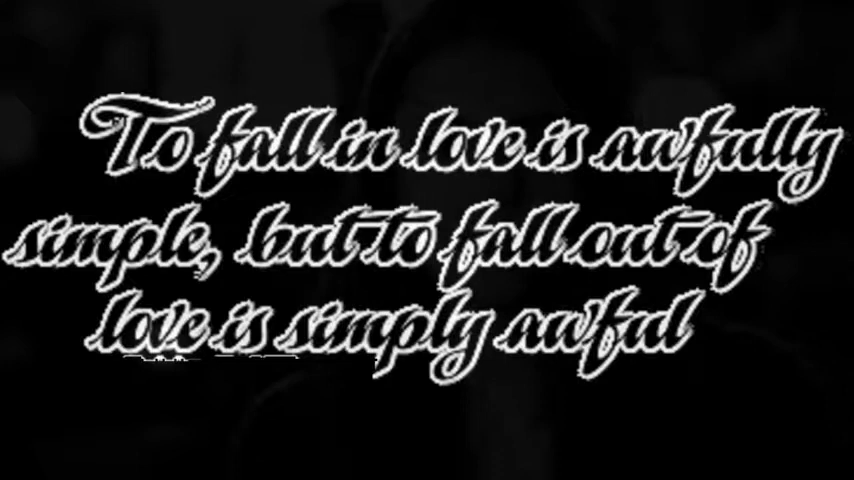 To fall in love is awfully
simple, but to fall out of
love is simply awful